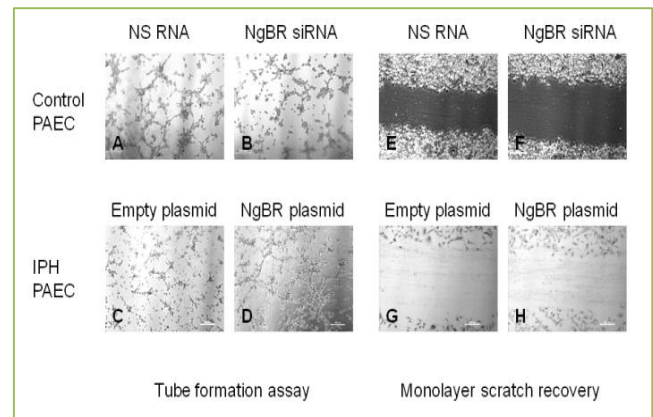 NS RNA NgBR siRNA NS RNA NgBR siRNA
Control PAEC
A B E F
Empty plasmid NgBR plasmid Empty plasmid NgBR plasmid
IPH PAEC
C D G H
Tube formation assay Monolayer scratch recovery